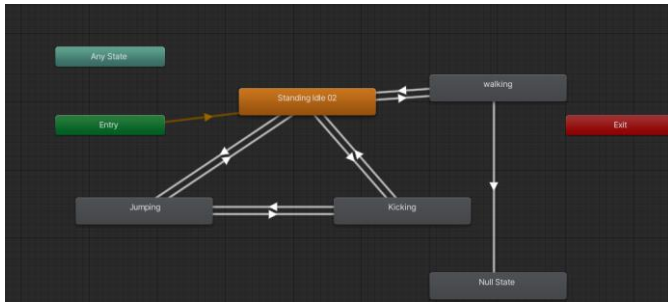 Any State
walking
Standing Idle 02
Entry
Exit
Jumping
Kicking
Null State